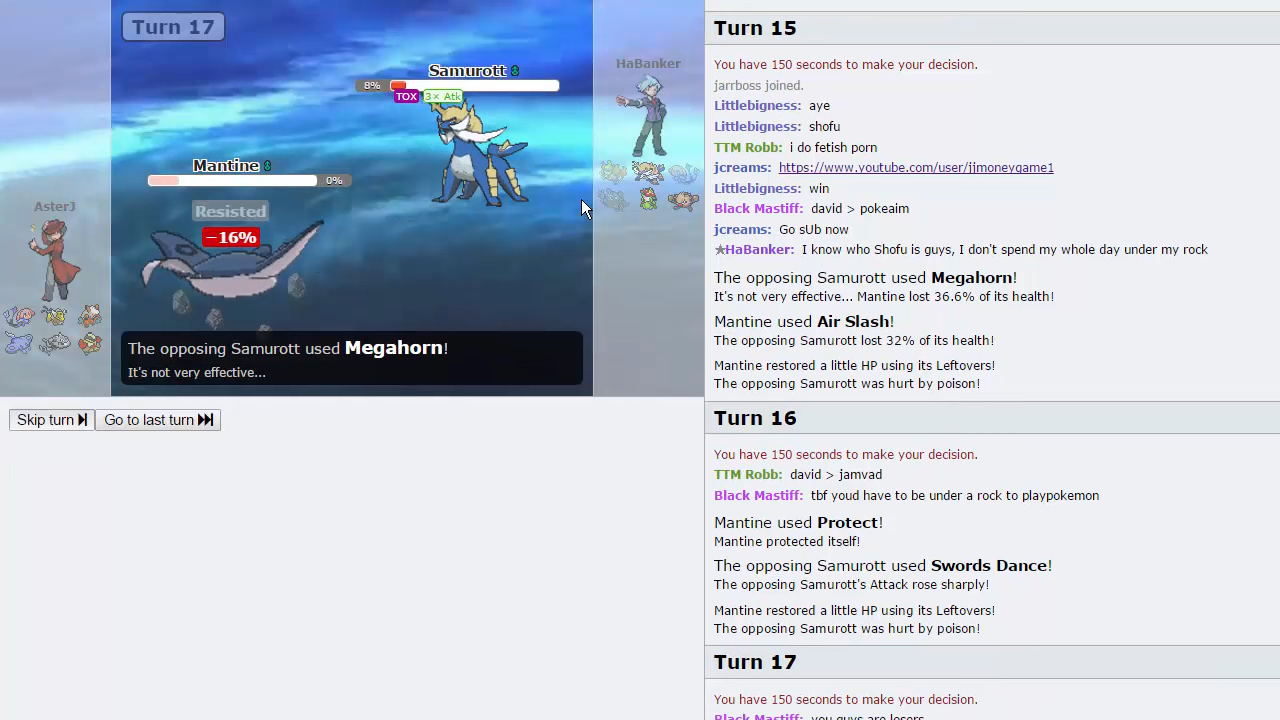 Turn 17
Samurott
8%
TOX 3× Atk
HaBanker
Mantine
0%
Resisted
−16%
AsterJ
The opposing Samurott used Megahorn!
It's not very effective...
Skip turn
Go to last turn
Turn 15
You have 150 seconds to make your decision.
jarrboss joined.
Littlebigness: aye
Littlebigness: shofu
TTM Robb: i do fetish porn
jcreams: https://www.youtube.com/user/jjmoneygame1
Littlebigness: win
Black Mastiff: david > pokeaim
jcreams: Go sUb now
★HaBanker: I know who Shofu is guys, I don't spend my whole day under my rock
The opposing Samurott used Megahorn!
It's not very effective... Mantine lost 36.6% of its health!
Mantine used Air Slash!
The opposing Samurott lost 32% of its health!
Mantine restored a little HP using its Leftovers!
The opposing Samurott was hurt by poison!
Turn 16
You have 150 seconds to make your decision.
TTM Robb: david > jamvad
Black Mastiff: tbf youd have to be under a rock to playpokemon
Mantine used Protect!
Mantine protected itself!
The opposing Samurott used Swords Dance!
The opposing Samurott's Attack rose sharply!
Mantine restored a little HP using its Leftovers!
The opposing Samurott was hurt by poison!
Turn 17
You have 150 seconds to make your decision.
Black Mastiff: you guys are losers